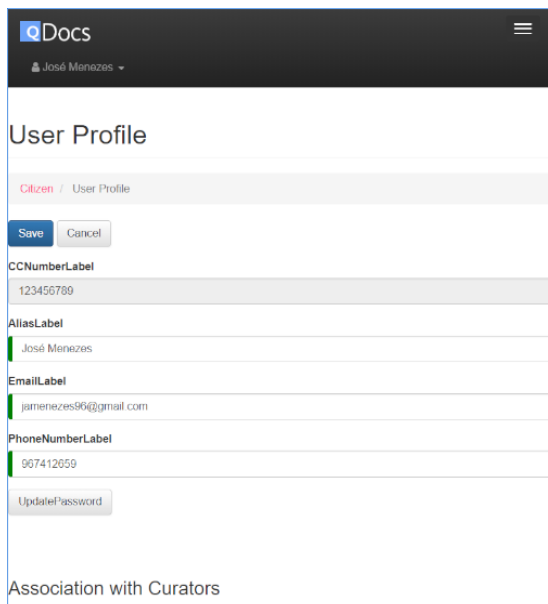 QDocs
José Menezes
User Profile
Citizen / User Profile
Save Cancel
CCNumberLabel
123456789
AliasLabel
José Menezes
EmailLabel
jamenezes96@gmail.com
PhoneNumberLabel
967412659
UpdatePassword
Association with Curators